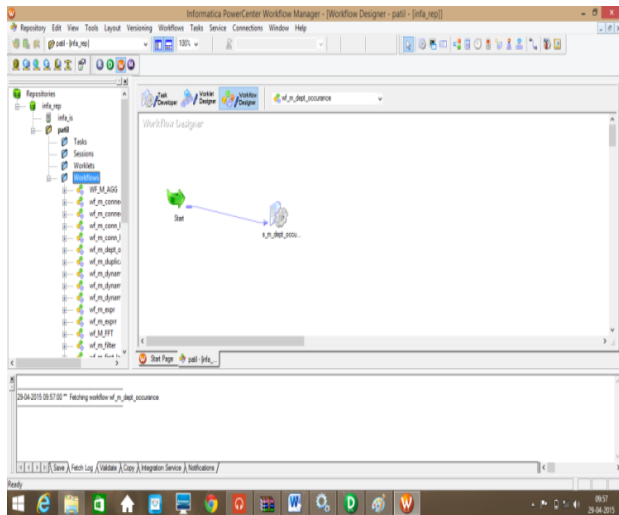 Informatica PowerCenter Workflow Manager - [Workflow Designer - patil - [infa_rep]]
Repository Edit View Tools Layout Versioning Workflows Tasks Service Connections Window Help
patil - [infa_rep]
100%
Repositories
infa_rep
infa_is
patil
Tasks
Sessions
Worklets
Workflows
WF_M_AGG
wf_m_conne
wf_m_conne
wf_m_conn_l
wf_m_conn_l
wf_m_dept_o
wf_m_duplic
wf_m_dynam
wf_m_dynam
wf_m_dynam
wf_m_expr
wf_m_exprr
wf_M_FFT
wf_m_filter
Task Developer
Worklet Designer
Workflow Designer
wf_m_dept_occurance
Workflow Designer
Start
s_m_dept_occu...
Start Page
patil - [infa_...
29-04-2015 09:57:00 ** Fetching workflow wf_m_dept_occurance
Save Fetch Log Validate Copy Integration Service Notifications
Ready
09:57
29-04-2015